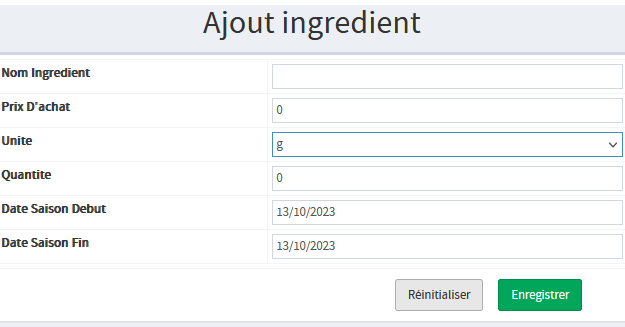 Ajout ingredient
Nom Ingredient
Prix D'achat
0
Unite
g
Quantite
0
Date Saison Debut
13/10/2023
Date Saison Fin
13/10/2023
Réinitialiser
Enregistrer